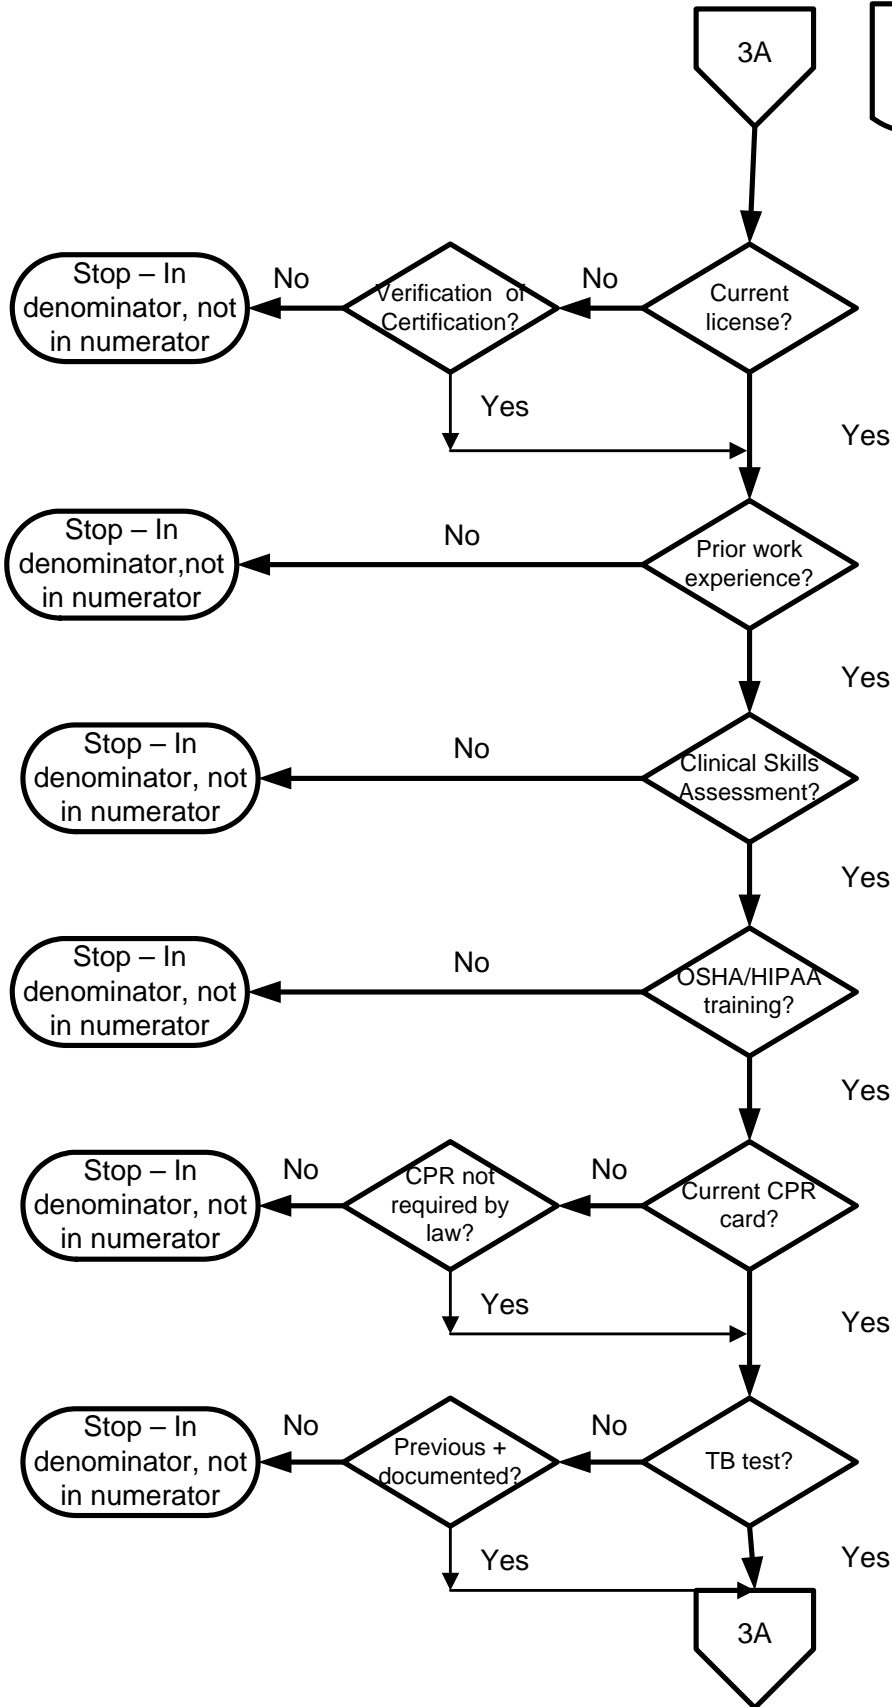 3A
Stop – In
denominator, not
in numerator
No
Verification of
Certification?
No
Current
license?
Yes
Yes
Stop – In
denominator,not
in numerator
No
Prior work
experience?
Yes
Stop – In
denominator, not
in numerator
No
Clinical Skills
Assessment?
Yes
Stop – In
denominator, not
in numerator
No
OSHA/HIPAA
training?
Yes
Stop – In
denominator, not
in numerator
No
CPR not
required by
law?
No
Current CPR
card?
Yes
Yes
Stop – In
denominator, not
in numerator
No
Previous +
documented?
No
TB test?
Yes
Yes
3A